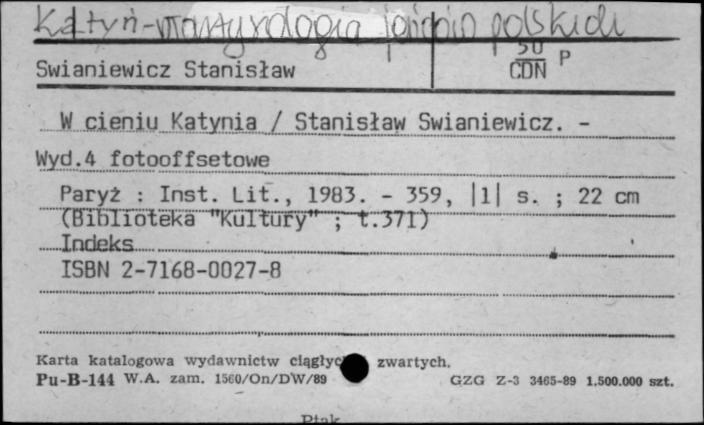 Katyń-martyrologia jeńców polskich
Swianiewicz Stanisław
50 P
CDN
W cieniu Katynia / Stanisław Swianiewicz. -
Wyd.4 fotooffsetowe
Paryż : Inst. Lit., 1983. - 359, |1| s. ; 22 cm
(Biblioteka "Kultury" ; t.371)
Indeks
ISBN 2-7168-0027-8
Karta katalogowa wydawnictw ciągłyc zwartych.
Pu-B-144 W.A. zam. 1560/On/DW/89 GZG Z-3 3465-89 1.500.000 szt.
Ptak